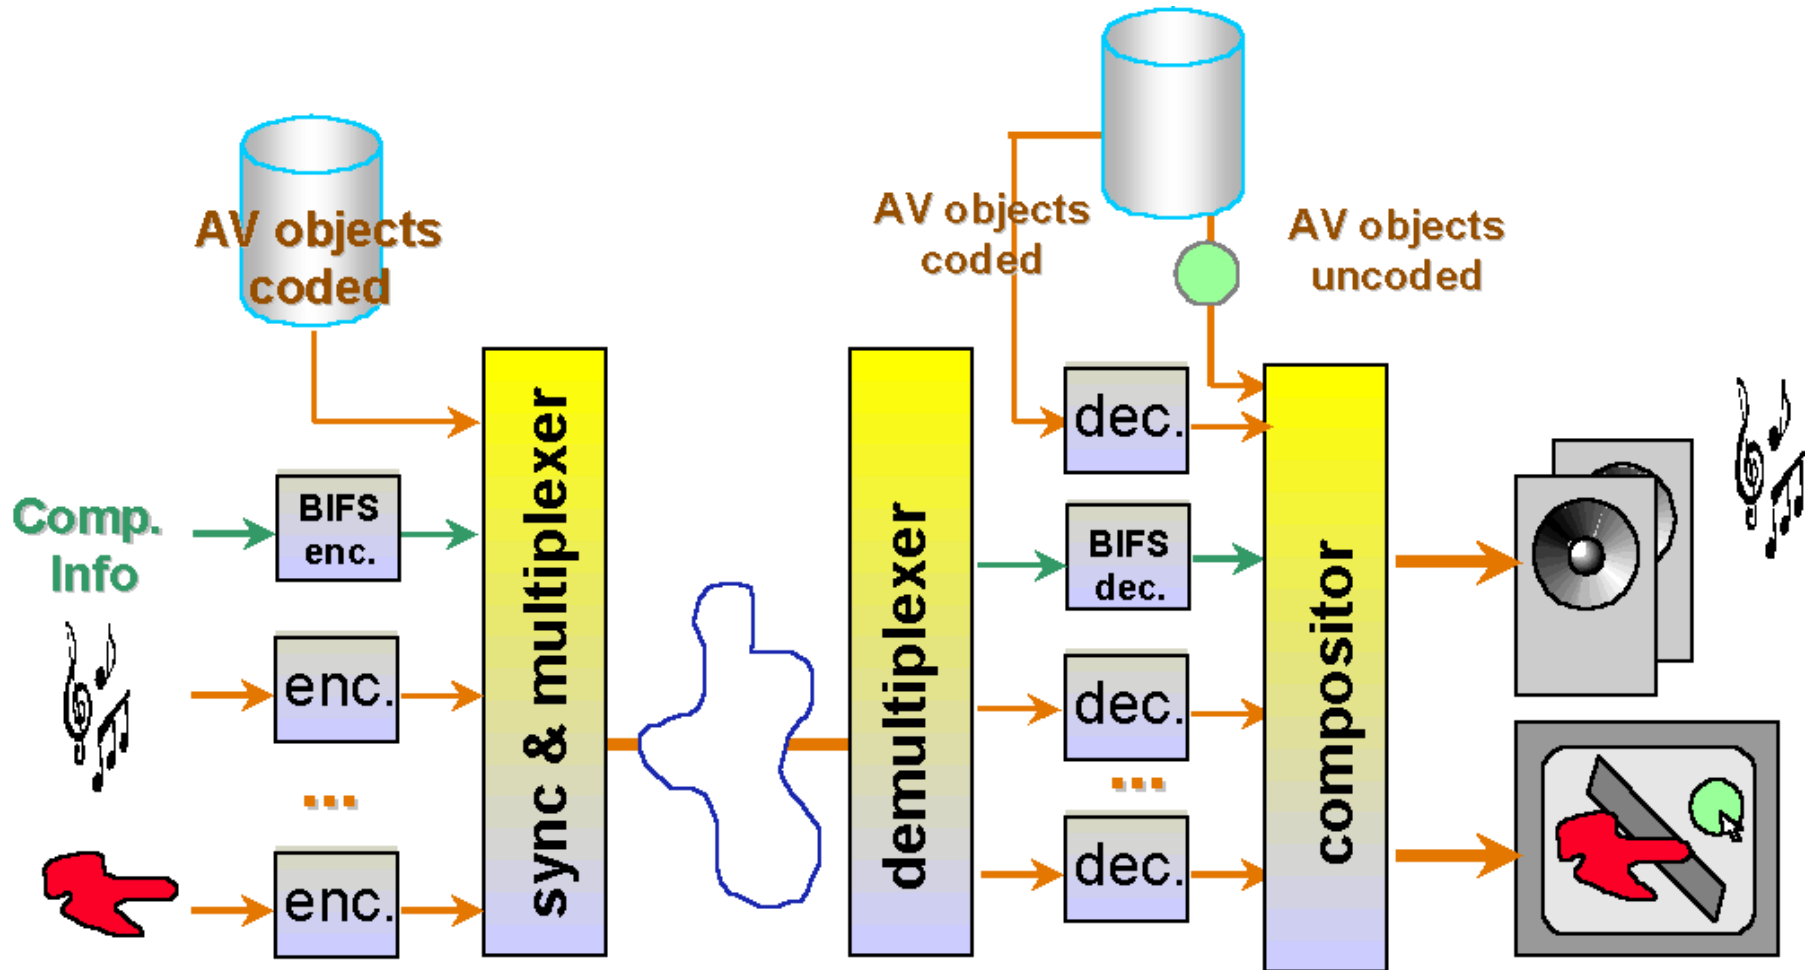 AV objects
coded
AV objects
coded
AV objects
uncoded
Comp.
Info
BIFS
enc.
enc.
...
enc.
sync & multiplexer
demultiplexer
dec.
BIFS
dec.
dec.
...
dec.
compositor